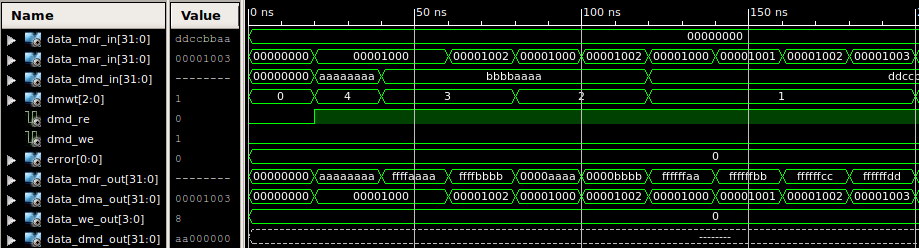 Name Value 0 ns 50 ns 100 ns 150 ns
data_mdr_in[31:0] ddccbbaa 00000000
data_mar_in[31:0] 00001003 00000000 00001000 00001002 00001000 00001002 00001000 00001001 00001002 00001003
data_dmd_in[31:0] -------- 00000000 aaaaaaaa bbbbaaaa ddcc
dmwt[2:0] 1 0 4 3 2 1
dmd_re 0
dmd_we 1
error[0:0] 0 0
data_mdr_out[31:0] -------- 00000000 aaaaaaaa ffffaaaa ffffbbbb 0000aaaa 0000bbbb ffffffaa ffffffbb ffffffcc ffffffdd
data_dma_out[31:0] 00001003 00000000 00001000 00001002 00001000 00001002 00001000 00001001 00001002 00001003
data_we_out[3:0] 8 0
data_dmd_out[31:0] aa000000 --------